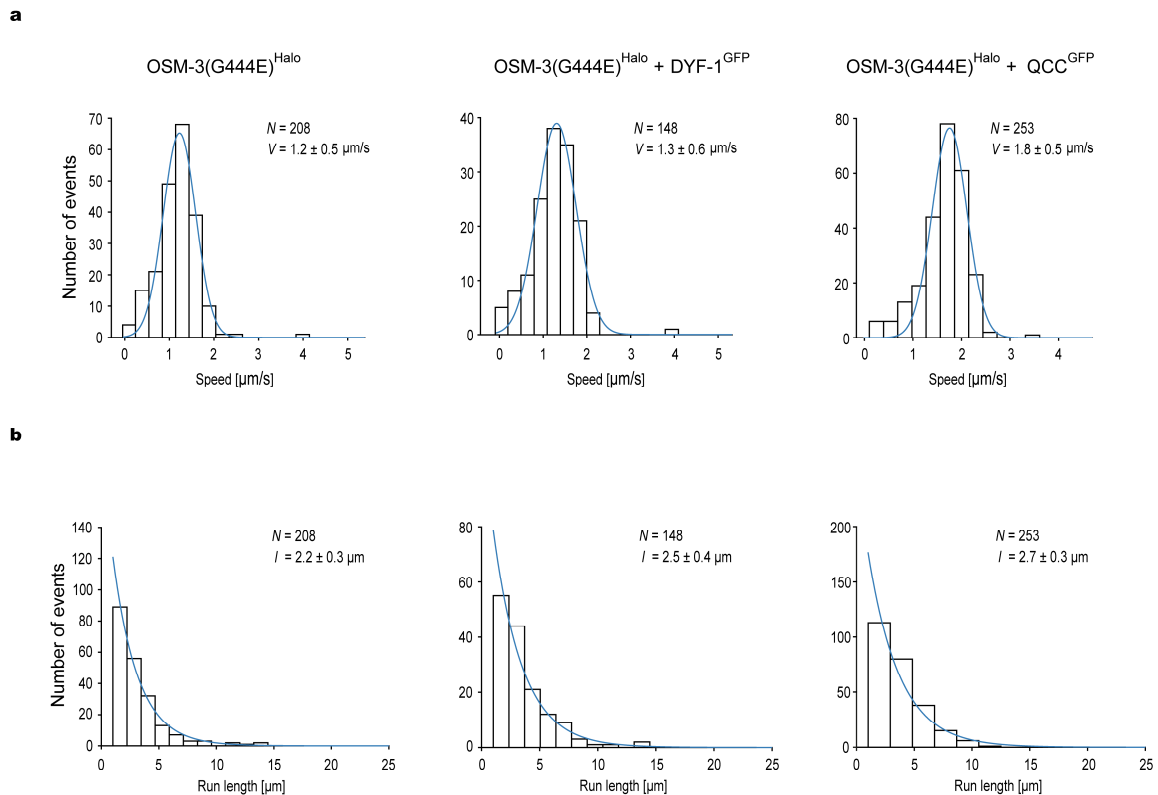 a
OSM-3(G444E)Halo
OSM-3(G444E)Halo + DYF-1GFP
OSM-3(G444E)Halo + QCCGFP
N = 208
V = 1.2 ± 0.5 µm/s
Number of events
70
60
50
40
30
20
10
0
0 1 2 3 4 5
Speed [µm/s]
N = 148
V = 1.3 ± 0.6 µm/s
40
30
20
10
0
0 1 2 3 4 5
Speed [µm/s]
N = 253
V = 1.8 ± 0.5 µm/s
80
60
40
20
0
0 1 2 3 4
Speed [µm/s]
b
N = 208
l = 2.2 ± 0.3 µm
Number of events
140
120
100
80
60
40
20
0
0 5 10 15 20 25
Run length [µm]
N = 148
l = 2.5 ± 0.4 µm
80
60
40
20
0
0 5 10 15 20 25
Run length [µm]
N = 253
l = 2.7 ± 0.3 µm
200
150
100
50
0
0 5 10 15 20 25
Run length [µm]